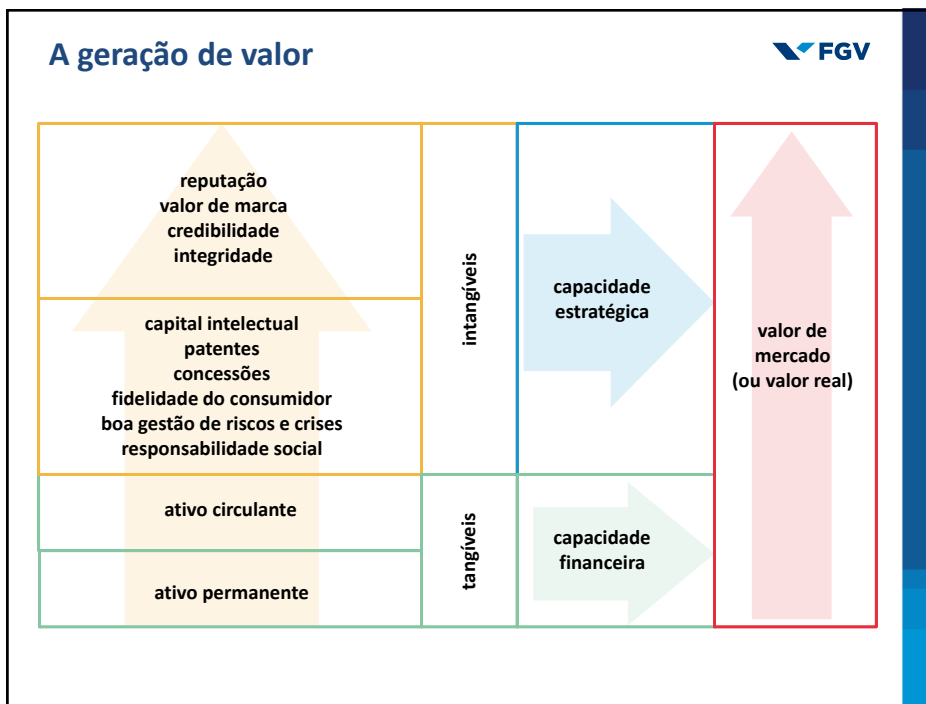 A geração de valor
FGV
reputação
valor de marca
credibilidade
integridade
capital intelectual
patentes
concessões
fidelidade do consumidor
boa gestão de riscos e crises
responsabilidade social
ativo circulante
ativo permanente
intangíveis
tangíveis
capacidade
estratégica
capacidade
financeira
valor de
mercado
(ou valor real)